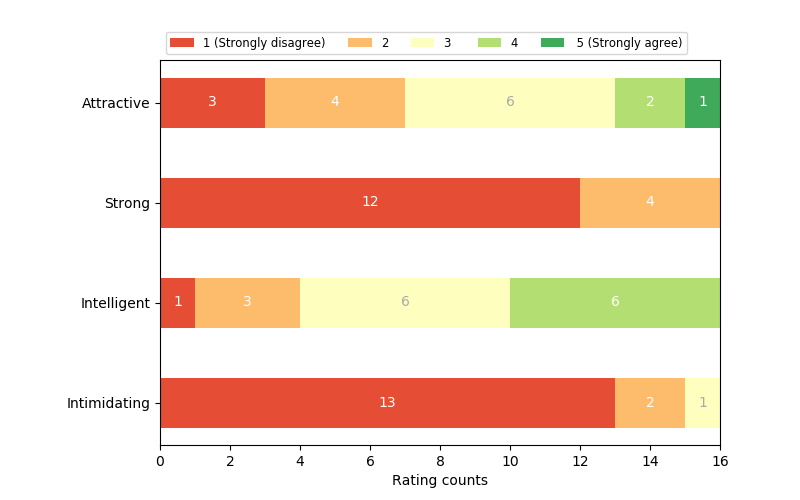 1 (Strongly disagree) 2 3 4 5 (Strongly agree)
Attractive 3 4 6 2 1
Strong 12 4
Intelligent 1 3 6 6
Intimidating 13 2 1
0 2 4 6 8 10 12 14 16
Rating counts